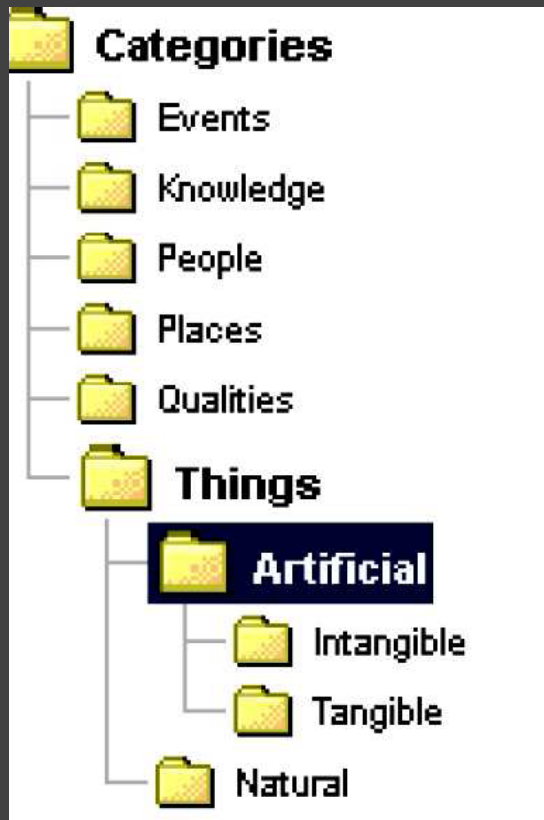 Categories
Events
Knowledge
People
Places
Qualities
Things
Artificial
Intangible
Tangible
Natural